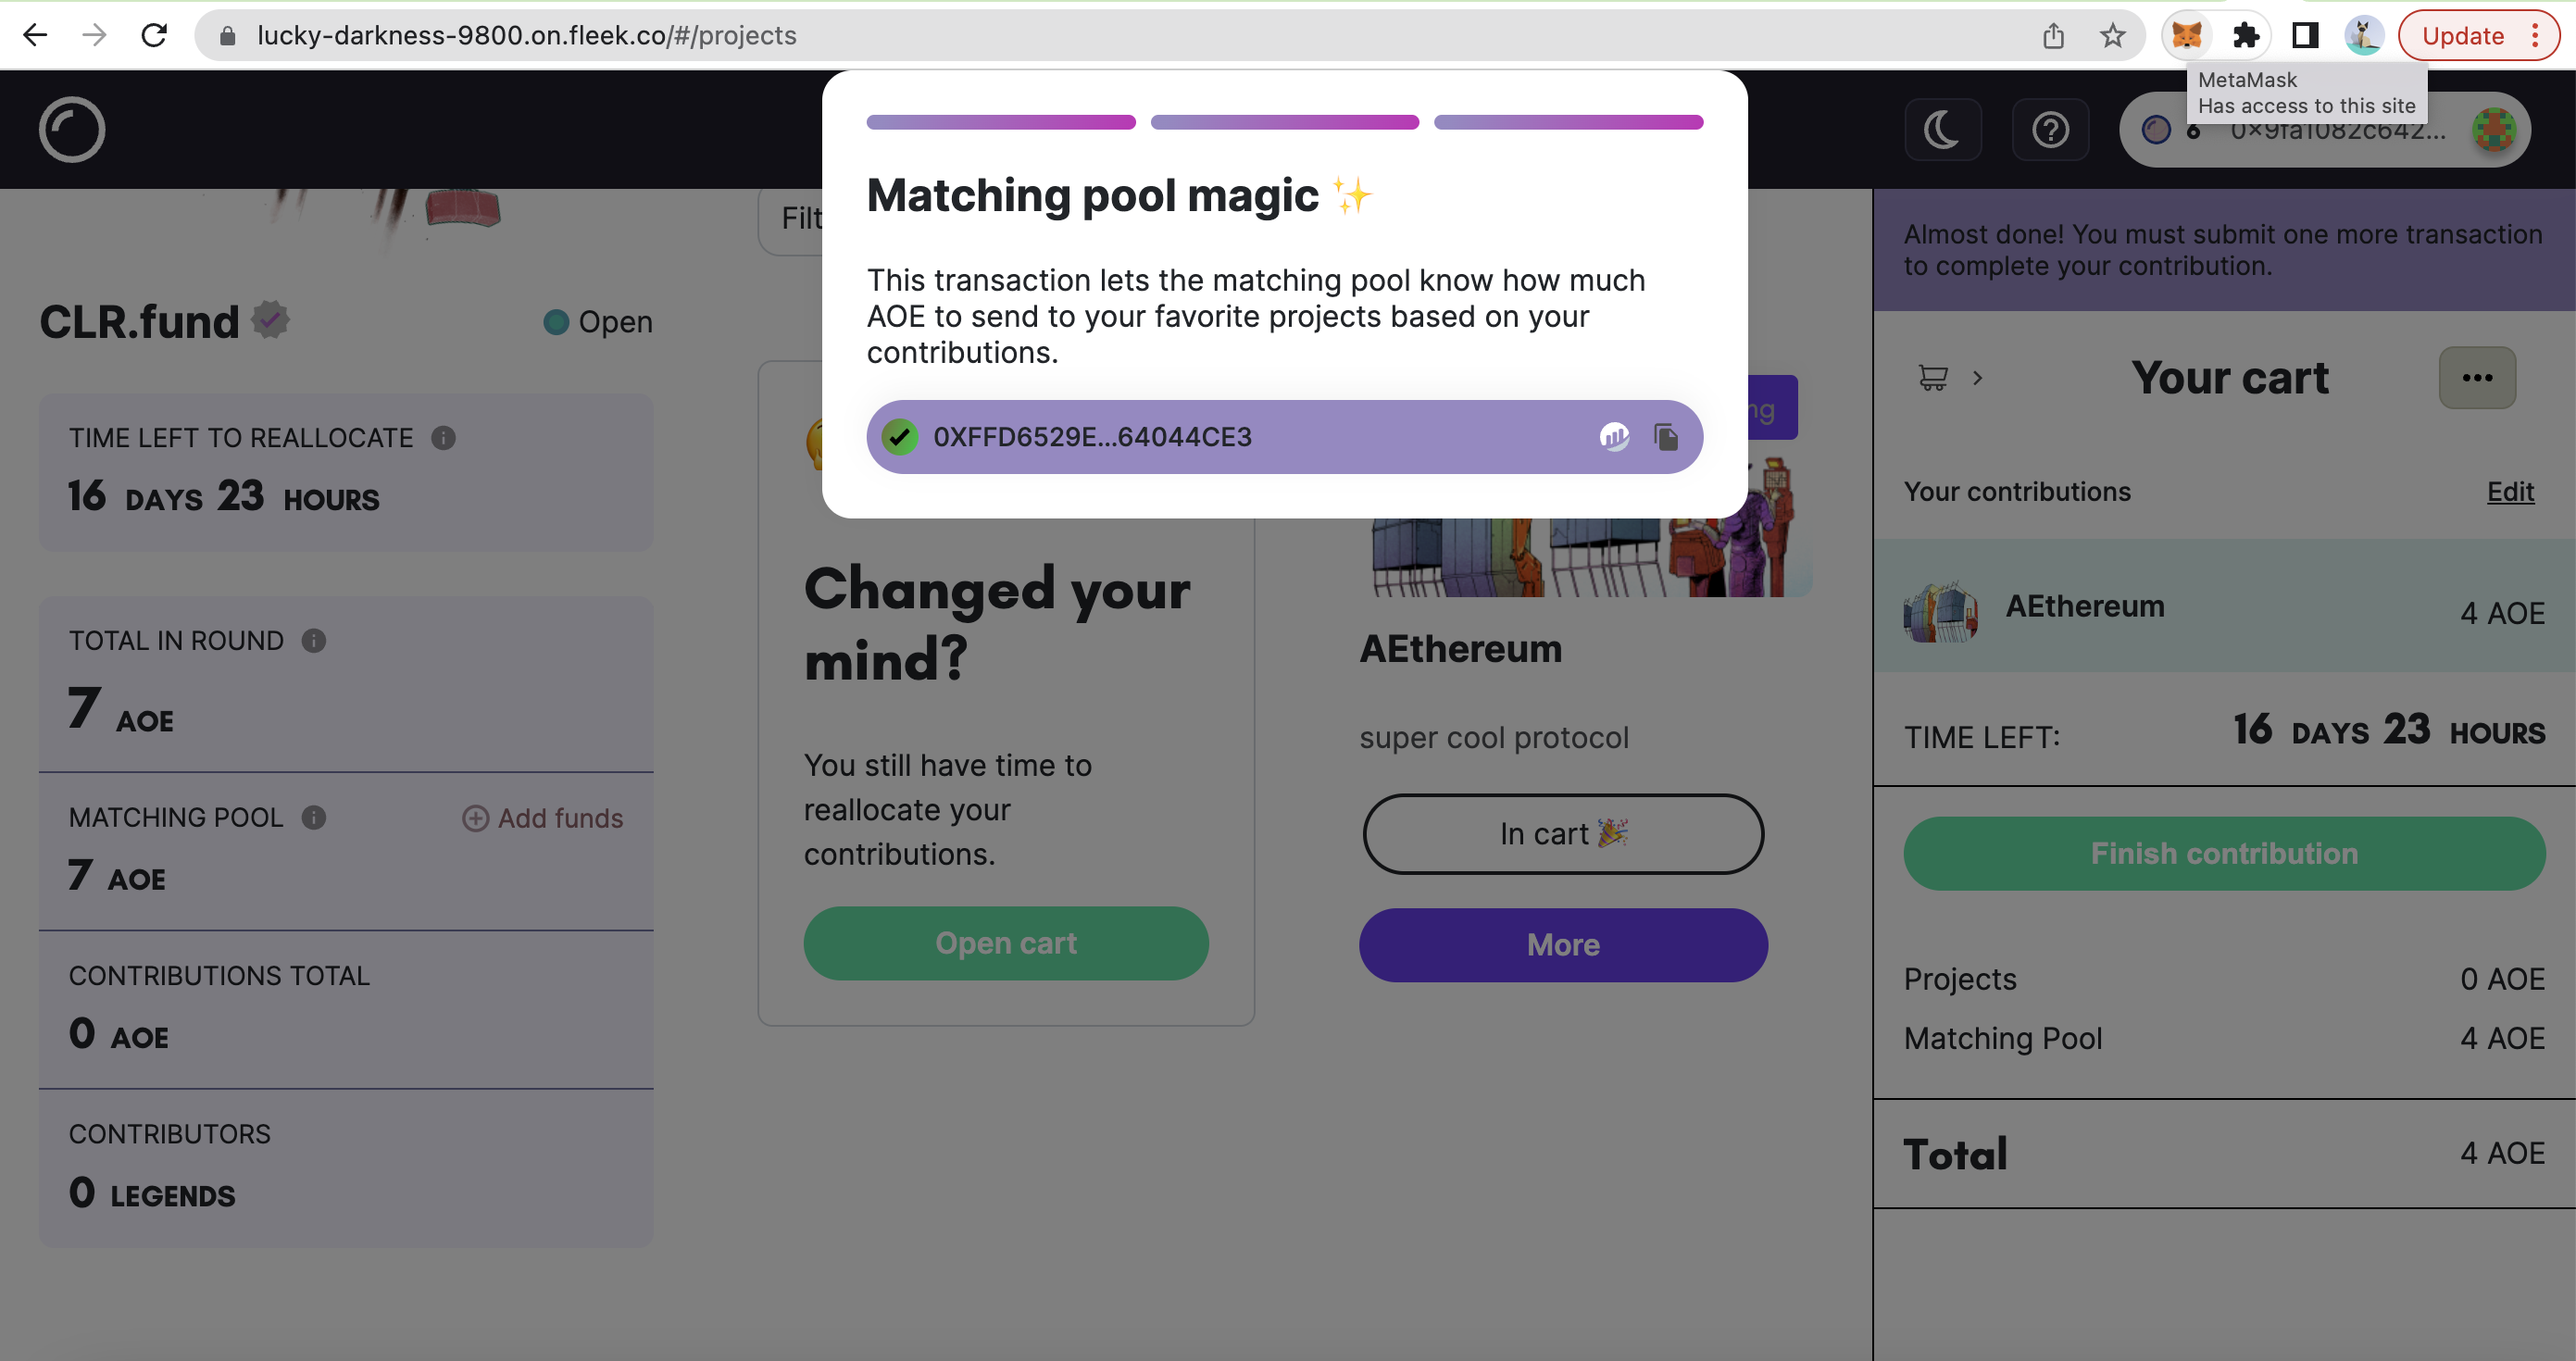 lucky-darkness-9800.on.fleek.co/#/projects
Update
MetaMask
Has access to this site
6 0x9fa1082c642...
Filt
CLR.fund
Open
TIME LEFT TO REALLOCATE
16 DAYS 23 HOURS
TOTAL IN ROUND
7 AOE
MATCHING POOL
Add funds
7 AOE
CONTRIBUTIONS TOTAL
0 AOE
CONTRIBUTORS
0 LEGENDS
Matching pool magic ✨
This transaction lets the matching pool know how much
AOE to send to your favorite projects based on your
contributions.
0XFFD6529E...64044CE3
ng
Changed your
mind?
You still have time to
reallocate your
contributions.
Open cart
AEthereum
super cool protocol
In cart 🎉
More
Almost done! You must submit one more transaction
to complete your contribution.
Your cart
Your contributions
Edit
AEthereum
4 AOE
TIME LEFT:
16 DAYS 23 HOURS
Finish contribution
Projects
0 AOE
Matching Pool
4 AOE
Total
4 AOE